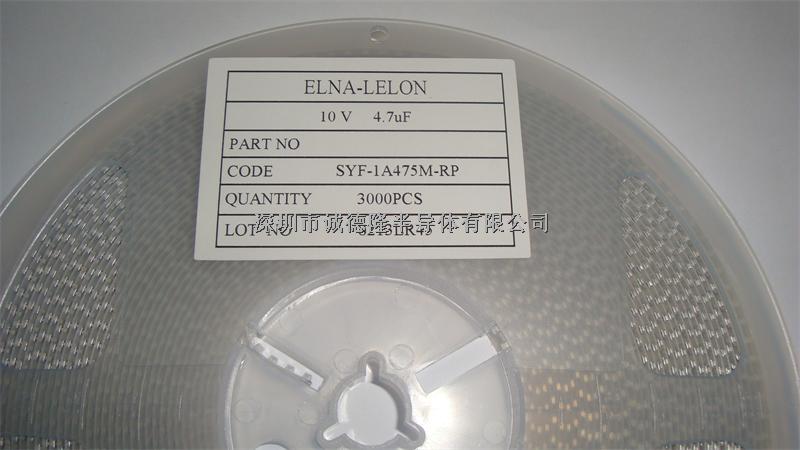 ELNA-LELON
10 V 4.7uF
PART NO
CODE SYF-1A475M-RP
QUANTITY 3000PCS
LOT NO
深圳市诚德隆半导体有限公司